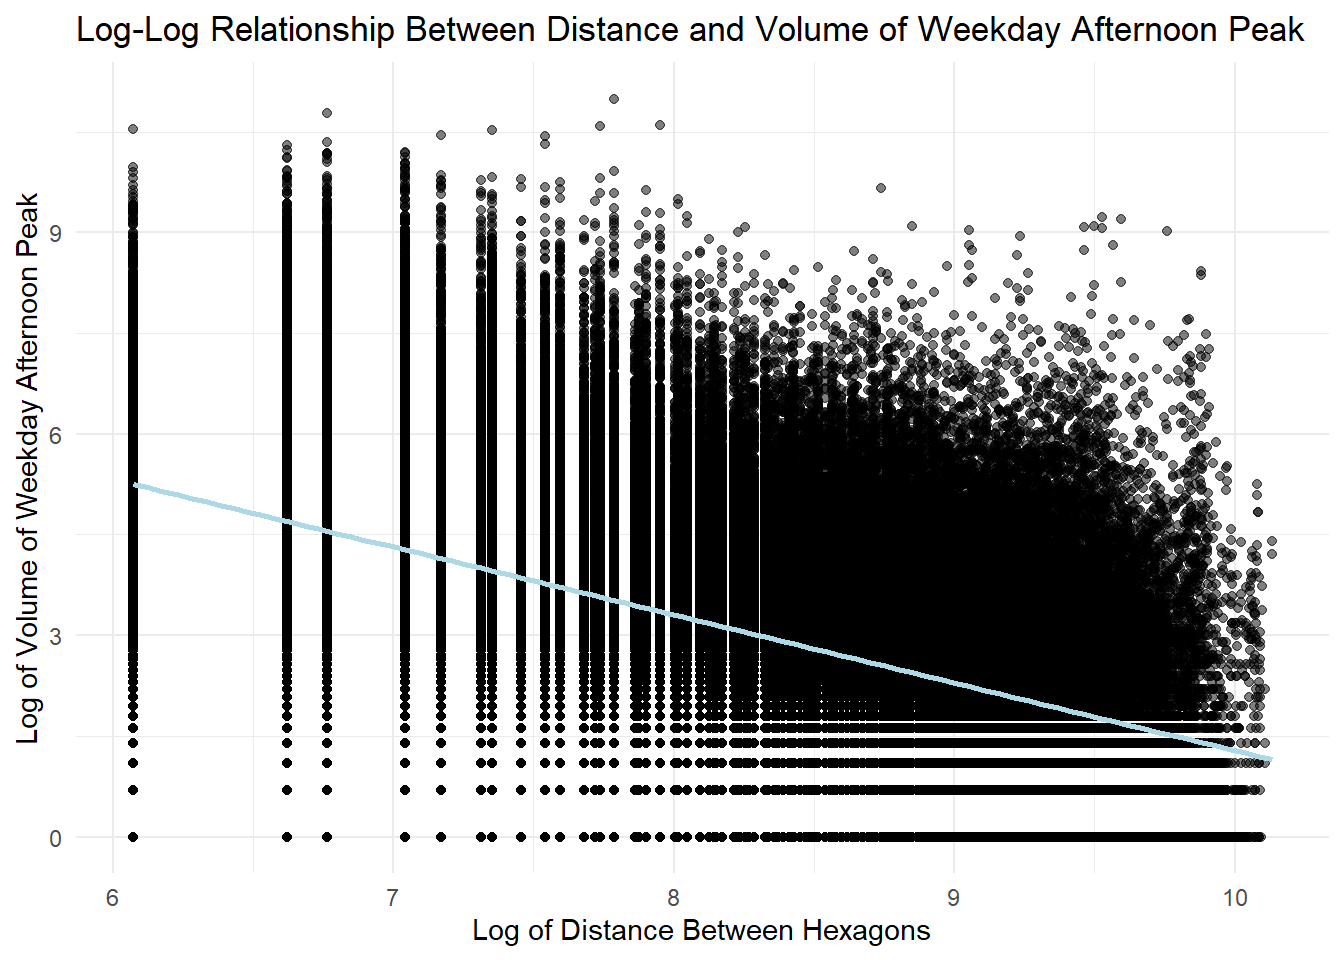 Log-Log Relationship Between Distance and Volume of Weekday Afternoon Peak
Log of Volume of Weekday Afternoon Peak
9
6
3
0
6 7 8 9 10
Log of Distance Between Hexagons